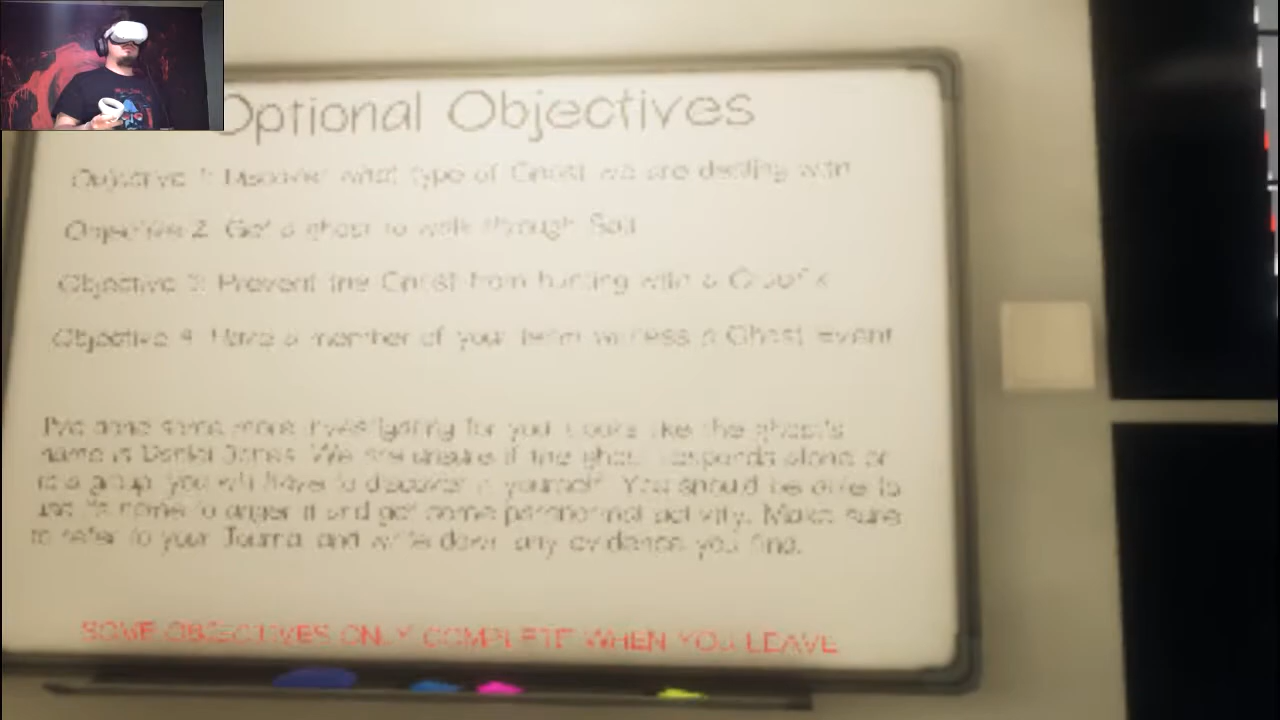 Optional Objectives
Objective 1: Discover what type of Ghost we are dealing with
Objective 2: Get a ghost to walk through Salt
Objective 3: Prevent the Ghost from hunting with a Crucifix
Objective 4: Have a member of your team witness a Ghost Event
I've done some more investigating for you. Looks like the ghost's
name is Daniel Jones. We are unsure if the ghost responds alone or
in a group, you will have to discover it yourself. You should be able to
use its name to anger it and get some paranormal activity. Make sure
to refer to your Journal and write down any evidence you find.
SOME OBJECTIVES ONLY COMPLETE WHEN YOU LEAVE